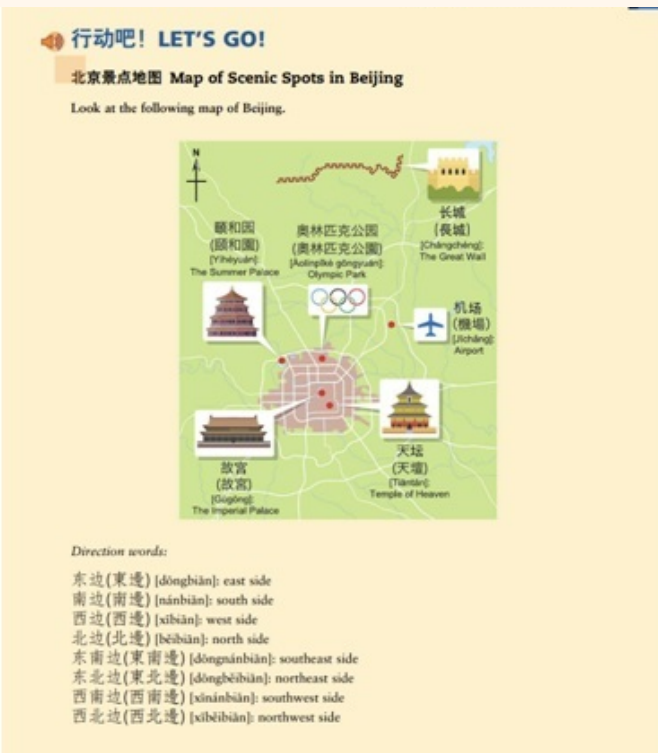 行动吧！ LET'S GO!
北京景点地图 Map of Scenic Spots in Beijing
Look at the following map of Beijing.
N
长城
(長城)
[Chángchéng]:
The Great Wall
颐和园
(頤和園)
[Yíhéyuán]:
The Summer Palace
奥林匹克公园
(奧林匹克公園)
[Àolínpǐkè gōngyuán]:
Olympic Park
机场
(機場)
[Jīchǎng]:
Airport
故宫
(故宮)
[Gùgōng]:
The Imperial Palace
天坛
(天壇)
[Tiāntán]:
Temple of Heaven
Direction words:
东边(東邊) [dōngbiān]: east side
南边(南邊) [nánbiān]: south side
西边(西邊) [xībiān]: west side
北边(北邊) [běibiān]: north side
东南边(東南邊) [dōngnánbiān]: southeast side
东北边(東北邊) [dōngběibiān]: northeast side
西南边(西南邊) [xīnánbiān]: southwest side
西北边(西北邊) [xīběibiān]: northwest side